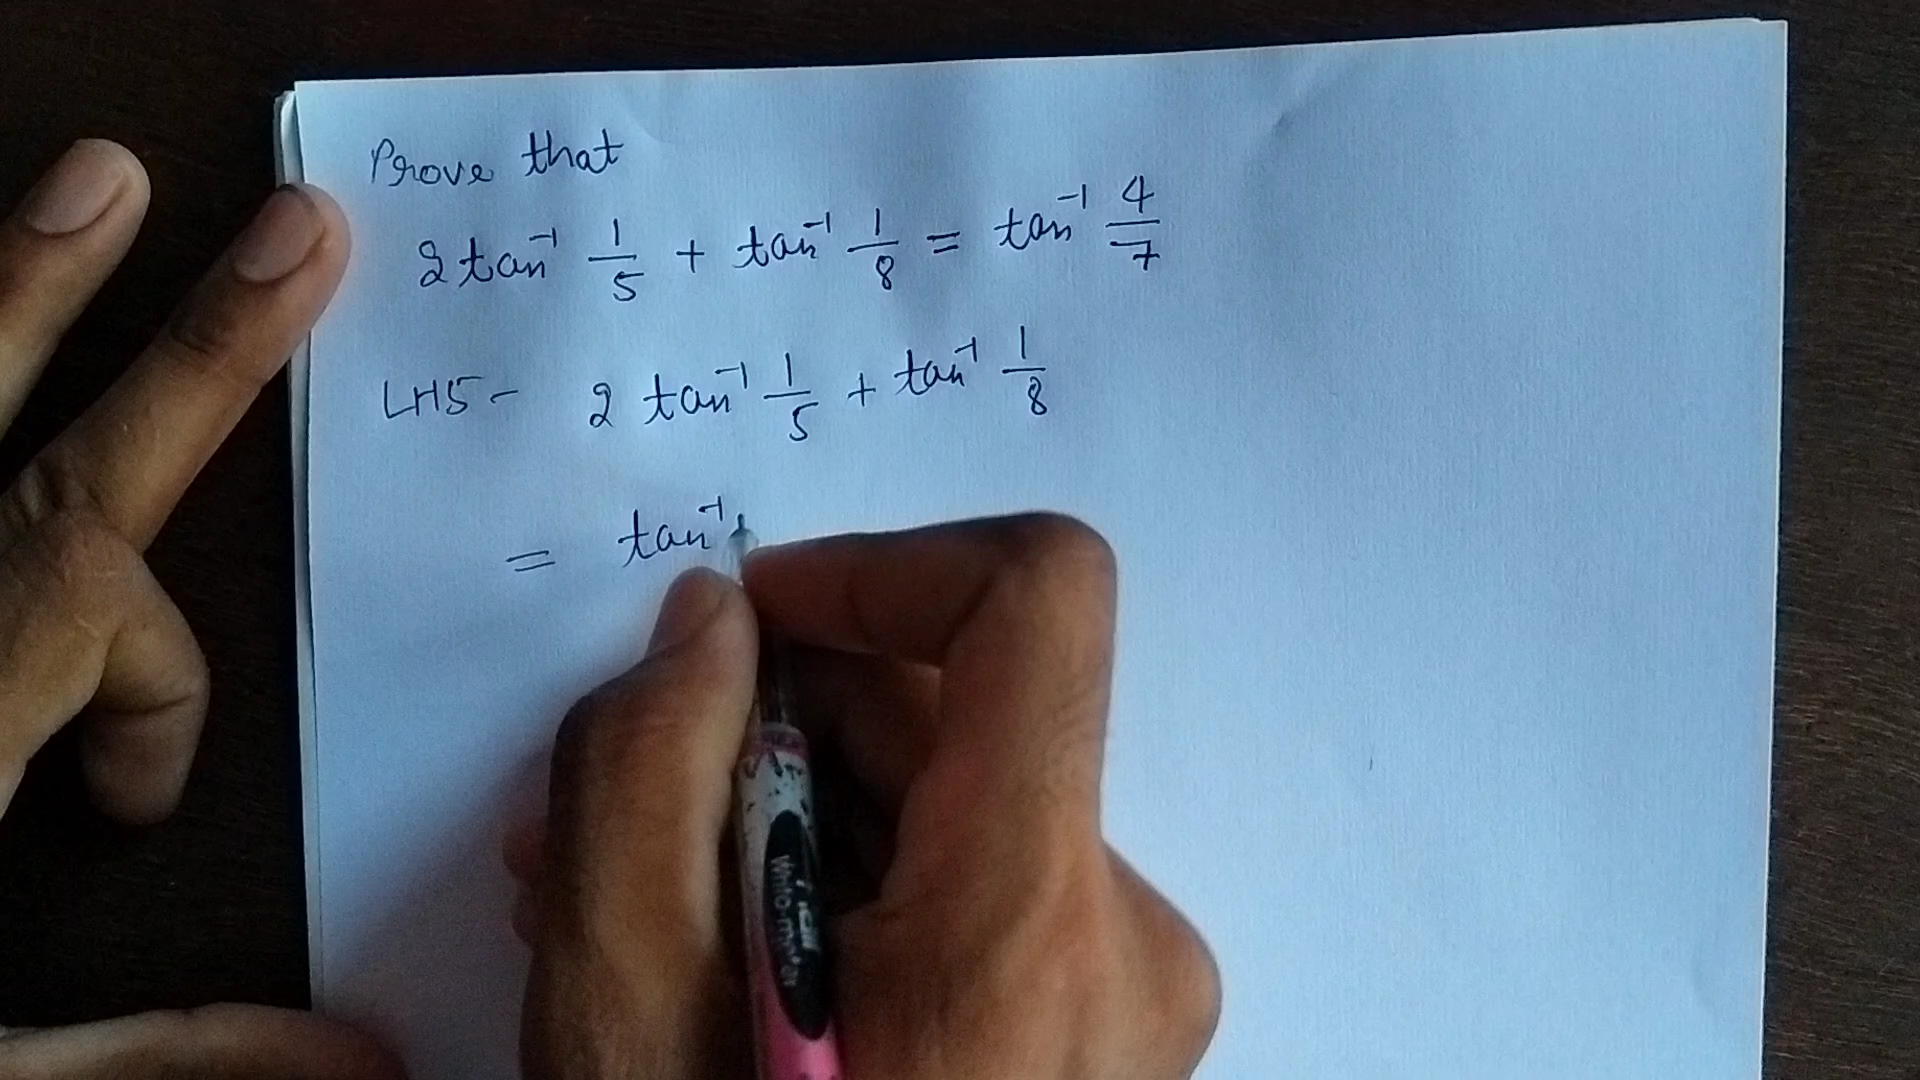 Prove that
2 tan⁻¹ 1/5 + tan⁻¹ 1/8 = tan⁻¹ 4/7
LHS - 2 tan⁻¹ 1/5 + tan⁻¹ 1/8
= tan⁻¹